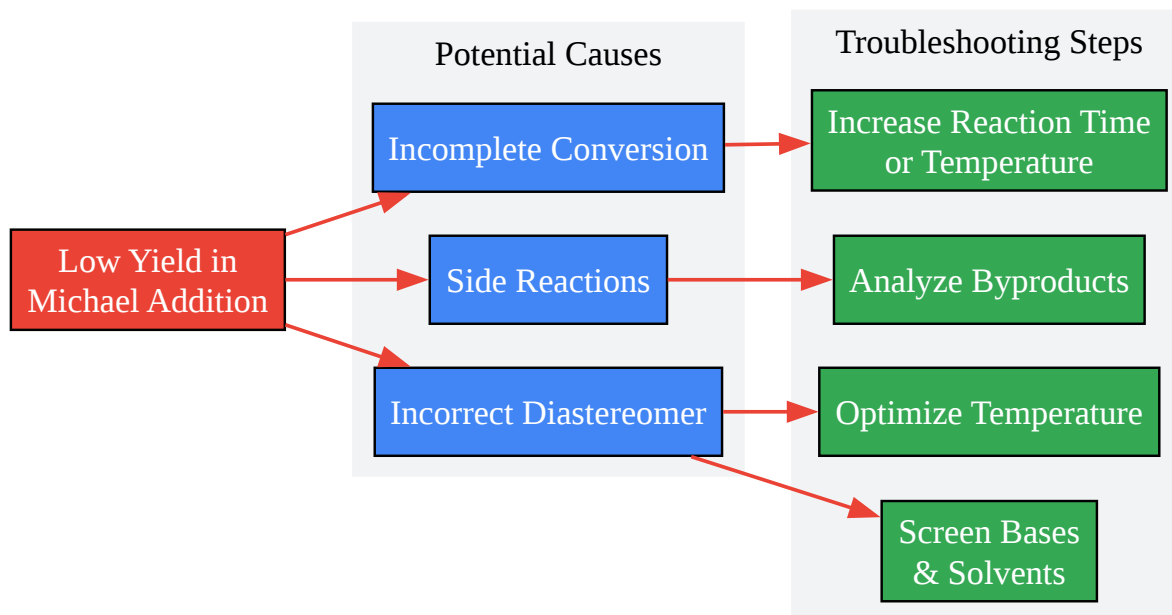 Potential Causes
Troubleshooting Steps
Incomplete Conversion
Increase Reaction Time
or Temperature
Low Yield in
Michael Addition
Side Reactions
Analyze Byproducts
Incorrect Diastereomer
Optimize Temperature
Screen Bases
& Solvents